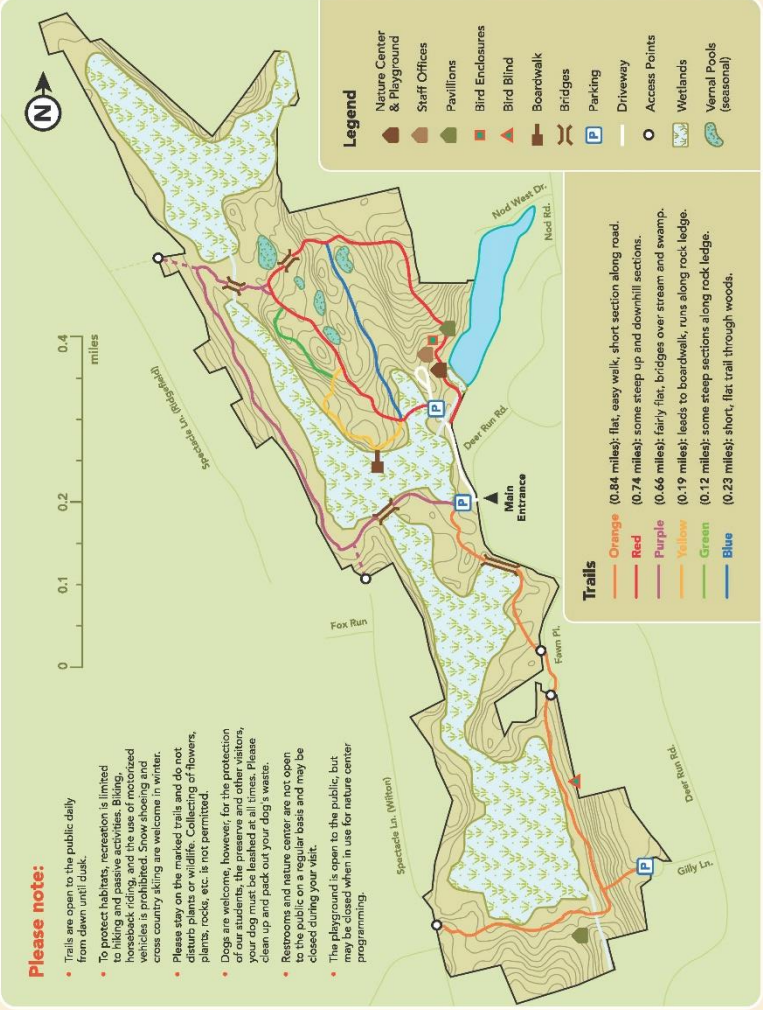 Please note:
• Trails are open to the public daily
from dawn until dusk.
• To protect habitats, recreation is limited
to hiking and passive activities. Biking,
horseback riding, and the use of motorized
vehicles is prohibited. Snow shoeing and
cross country skiing are welcome in winter.
• Please stay on the marked trails and do not
disturb plants or wildlife. Collecting of flowers,
plants, rocks, etc. is not permitted.
• Dogs are welcome, however, for the protection
of our students, the preserve and other visitors,
your dog must be leashed at all times. Please
clean up and pack out your dog's waste.
• Restrooms and nature center are not open
to the public on a regular basis and may be
closed during your visit.
• The playground is open to the public, but
may be closed when in use for nature center
programming.
0 0.1 0.2 0.4
miles
N
Spectacle Ln. (Ridgefield)
Fox Run
Spectacle Ln. (Wilton)
Nod West Dr.
Nod Rd.
Deer Run Rd.
P
P
Main
Entrance
Fawn Pl.
Deer Run Rd.
Gilly Ln.
P
Trails
Orange (0.84 miles): flat, easy walk, short section along road.
Red (0.74 miles): some steep up and downhill sections.
Purple (0.66 miles): fairly flat, bridges over stream and swamp.
Yellow (0.19 miles): leads to boardwalk, runs along rock ledge.
Green (0.12 miles): some steep sections along rock ledge.
Blue (0.23 miles): short, flat trail through woods.
Legend
Nature Center
& Playground
Staff Offices
Pavillions
Bird Enclosures
Bird Blind
Boardwalk
Bridges
P Parking
Driveway
Access Points
Wetlands
Vernal Pools
(seasonal)